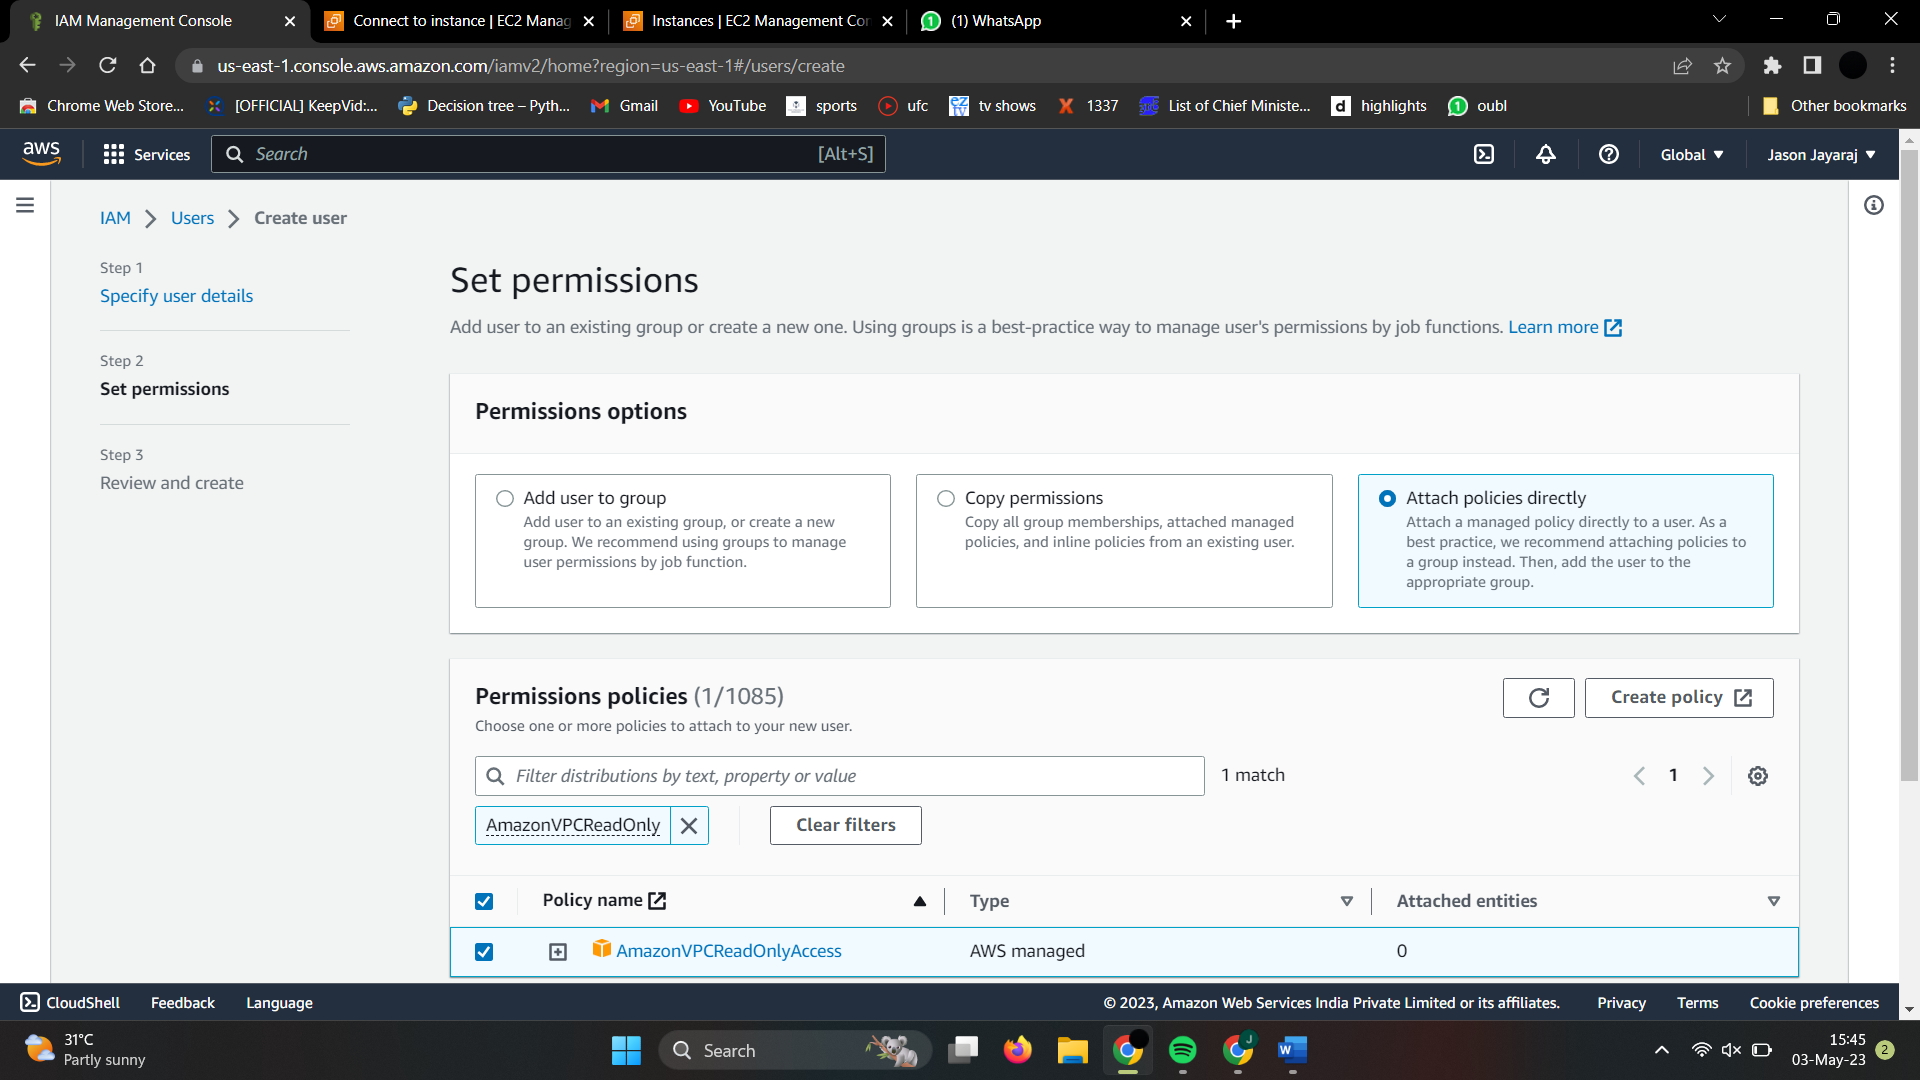 IAM Management Console
Connect to instance | EC2 Manag
Instances | EC2 Management Con
(1) WhatsApp
us-east-1.console.aws.amazon.com/iamv2/home?region=us-east-1#/users/create
Chrome Web Store...
[OFFICIAL] KeepVid:...
Decision tree – Pyth...
Gmail
YouTube
sports
ufc
tv shows
1337
List of Chief Ministe...
highlights
oubl
Other bookmarks
aws
Services
Search
[Alt+S]
Global
Jason Jayaraj
IAM
Users
Create user
Step 1
Specify user details
Step 2
Set permissions
Step 3
Review and create
Set permissions
Add user to an existing group or create a new one. Using groups is a best-practice way to manage user's permissions by job functions. Learn more
Permissions options
Add user to group
Add user to an existing group, or create a new
group. We recommend using groups to manage
user permissions by job function.
Copy permissions
Copy all group memberships, attached managed
policies, and inline policies from an existing user.
Attach policies directly
Attach a managed policy directly to a user. As a
best practice, we recommend attaching policies to
a group instead. Then, add the user to the
appropriate group.
Permissions policies (1/1085)
Choose one or more policies to attach to your new user.
Create policy
Filter distributions by text, property or value
1 match
1
AmazonVPCReadOnly
Clear filters
Policy name
Type
Attached entities
AmazonVPCReadOnlyAccess
AWS managed
0
CloudShell
Feedback
Language
© 2023, Amazon Web Services India Private Limited or its affiliates.
Privacy
Terms
Cookie preferences
31°C
Partly sunny
Search
15:45
03-May-23
2